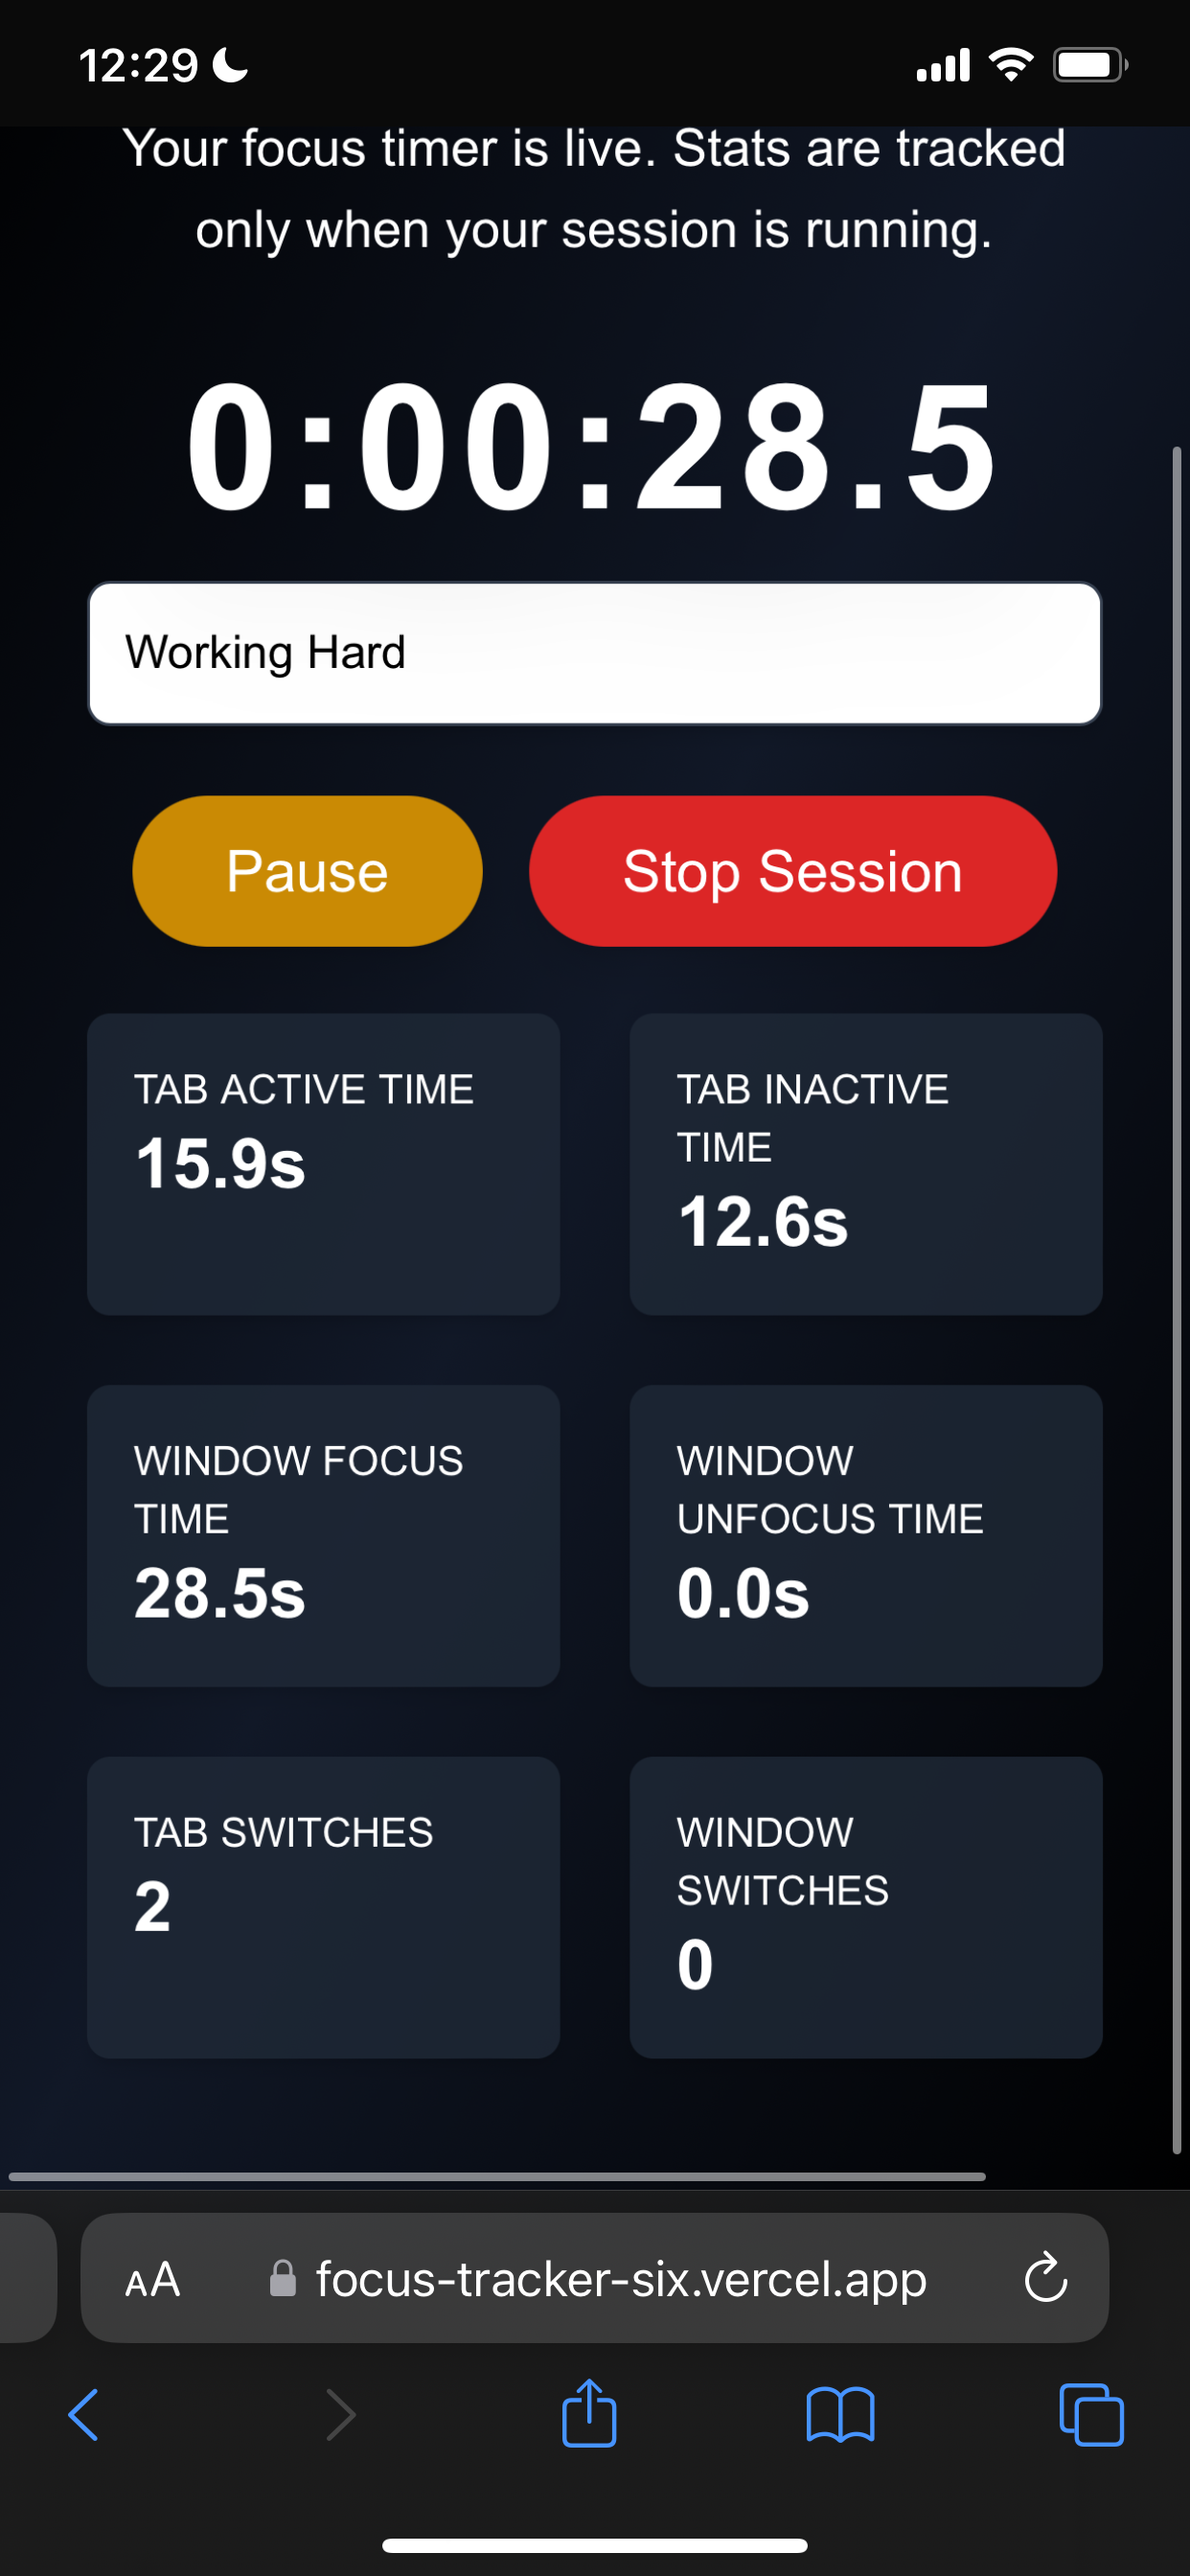 12:29
Your focus timer is live. Stats are tracked
only when your session is running.
0:00:28.5
Working Hard
Pause
Stop Session
TAB ACTIVE TIME
15.9s
TAB INACTIVE
TIME
12.6s
WINDOW FOCUS
TIME
28.5s
WINDOW
UNFOCUS TIME
0.0s
TAB SWITCHES
2
WINDOW
SWITCHES
0
AA
focus-tracker-six.vercel.app